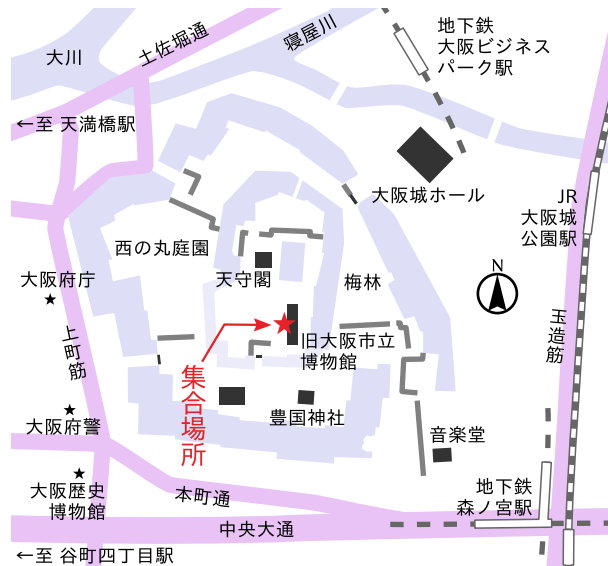 大川
土佐堀通
寝屋川
地下鉄
大阪ビジネス
パーク駅
←至 天満橋駅
大阪城ホール
JR
大阪城
公園駅
西の丸庭園
天守閣
梅林
N
大阪府庁
上町筋
玉造筋
旧大阪市立
博物館
集合場所
豊国神社
大阪府警
音楽堂
大阪歴史
博物館
本町通
地下鉄
森ノ宮駅
中央大通
←至 谷町四丁目駅